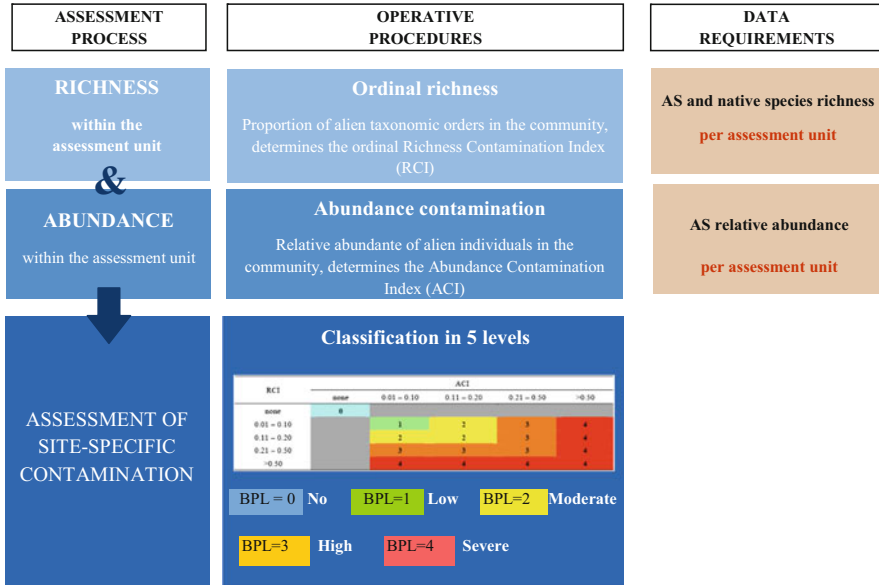 ASSESSMENT
PROCESS
OPERATIVE
PROCEDURES
DATA
REQUIREMENTS
RICHNESS
within the
assessment unit
Ordinal richness
Proportion of alien taxonomic orders in the community,
determines the ordinal Richness Contamination Index
(RCI)
AS and native species richness
per assessment unit
&
ABUNDANCE
within the assessment unit
Abundance contamination
Relative abundante of alien individuals in the
community, determines the Abundance Contamination
Index (ACI)
AS relative abundance
per assessment unit
ASSESSMENT OF
SITE-SPECIFIC
CONTAMINATION
Classification in 5 levels
RCI ACI
none 0.01 – 0.10 0.11 – 0.20 0.21 – 0.50 >0.50
none 0
0.01 – 0.10 1 2 3 4
0.11 – 0.20 2 2 3 4
0.21 – 0.50 3 3 3 4
>0.50 4 4 4 4
BPL = 0 No BPL=1 Low BPL=2 Moderate
BPL=3 High BPL=4 Severe